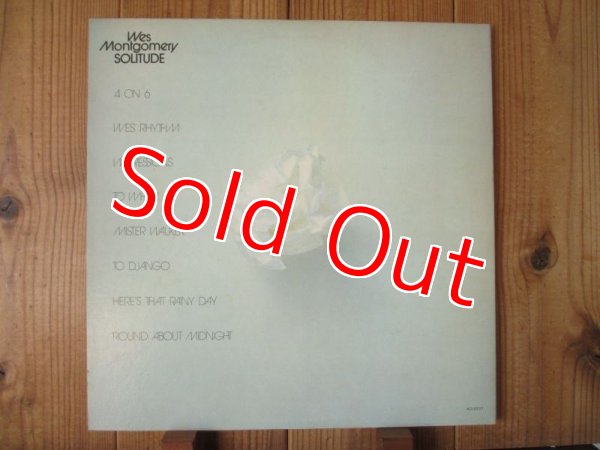 Wes
Montgomery
SOLITUDE
4 ON 6
WES' RHYTHM
TO
MISTER WALKER
TO DJANGO
HERE'S THAT RAINY DAY
'ROUND ABOUT MIDNIGHT
Sold Out